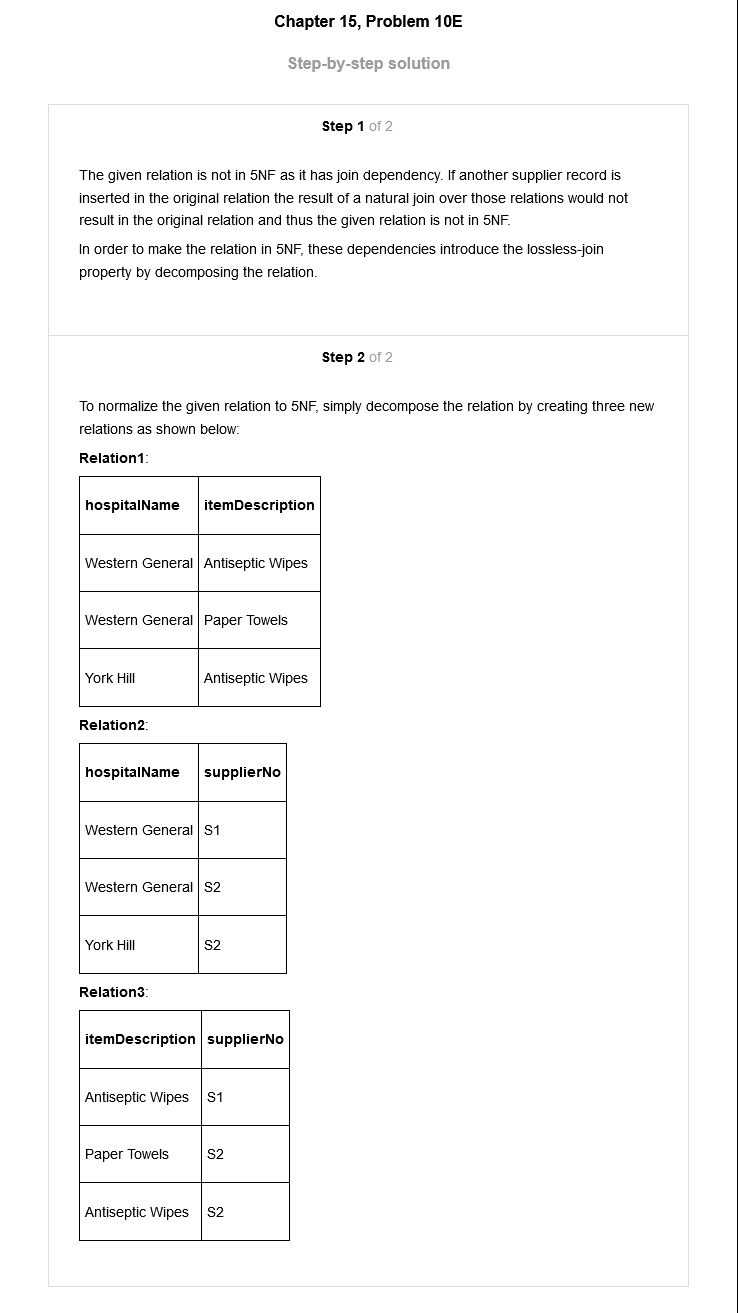 Chapter 15, Problem 10E
Step-by-step solution
Step 1 of 2
The given relation is not in 5NF as it has join dependency. If another supplier record is
inserted in the original relation the result of a natural join over those relations would not
result in the original relation and thus the given relation is not in 5NF.
In order to make the relation in 5NF, these dependencies introduce the lossless-join
property by decomposing the relation.
Step 2 of 2
To normalize the given relation to 5NF, simply decompose the relation by creating three new
relations as shown below:
Relation1:
hospitalName itemDescription
Western General Antiseptic Wipes
Western General Paper Towels
York Hill Antiseptic Wipes
Relation2:
hospitalName supplierNo
Western General S1
Western General S2
York Hill S2
Relation3:
itemDescription supplierNo
Antiseptic Wipes S1
Paper Towels S2
Antiseptic Wipes S2